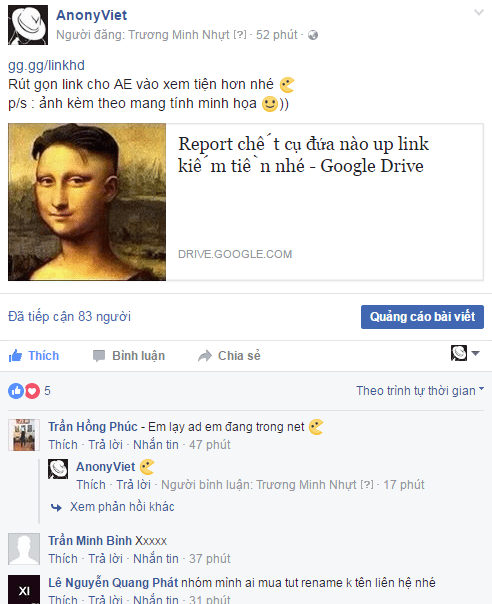 AnonyViet
Người đăng: Trương Minh Nhựt [?] · 52 phút ·
gg.gg/linkhd
Rút gọn link cho AE vào xem tiện hơn nhé
p/s : ảnh kèm theo mang tính minh họa ))
Report chết cụ đứa nào up link
kiếm tiền nhé - Google Drive
DRIVE.GOOGLE.COM
Đã tiếp cận 83 người
Quảng cáo bài viết
Thích Bình luận Chia sẻ
5
Theo trình tự thời gian
Trần Hồng Phúc - Em lạy ad em đang trong net
Thích · Trả lời · Nhắn tin · 47 phút
AnonyViet
Thích · Trả lời · Người bình luận: Trương Minh Nhựt [?] · 17 phút
Xem phản hồi khác
Trần Minh Bình Xxxxx
Thích · Trả lời · Nhắn tin · 37 phút
XI
Lê Nguyễn Quang Phát nhóm mình ai mua tut rename k tên liên hệ nhé
Thích · Trả lời · Nhắn tin · 31 phút